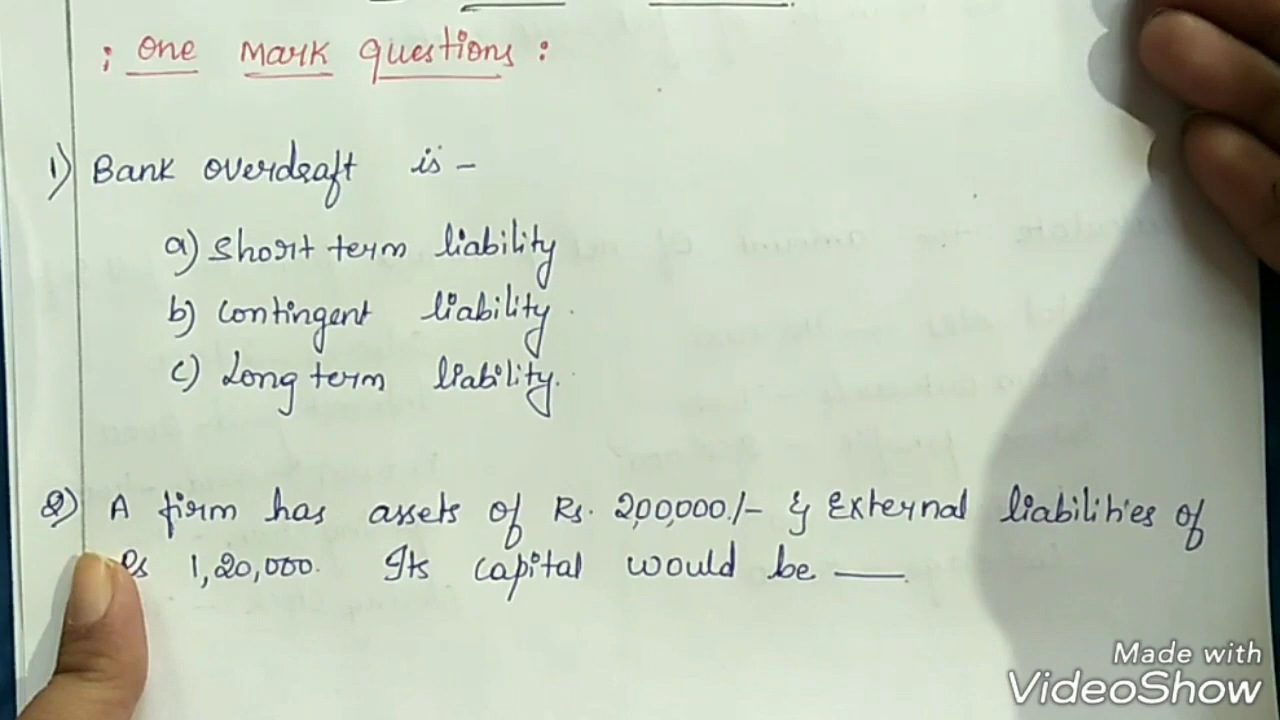 ; One Mark Questions :
1) Bank overdraft is -
a) Short term liability
b) Contingent liability.
c) Long term liability.
2) A firm has assets of Rs. 2,00,000/- & External liabilities of
Rs 1,20,000. Its capital would be ___.
Made with
VideoShow